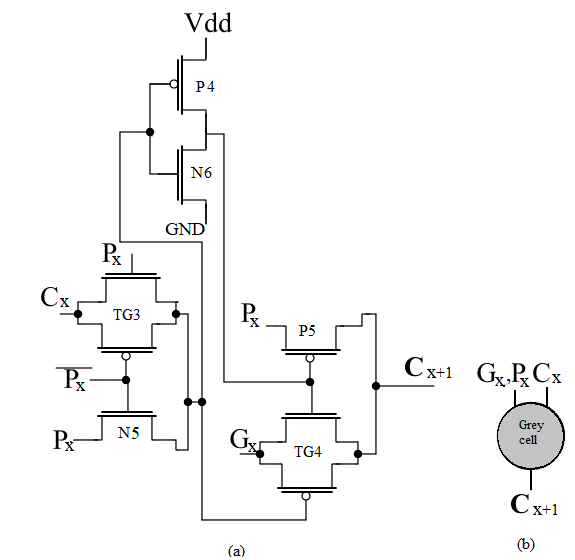 Vdd
P4
N6
GND
Px
Cx
TG3
Px
P5
Cx+1
Gx,Px Cx
P̅x̅
Grey
cell
Px
N5
Gx
TG4
Cx+1
(a)
(b)